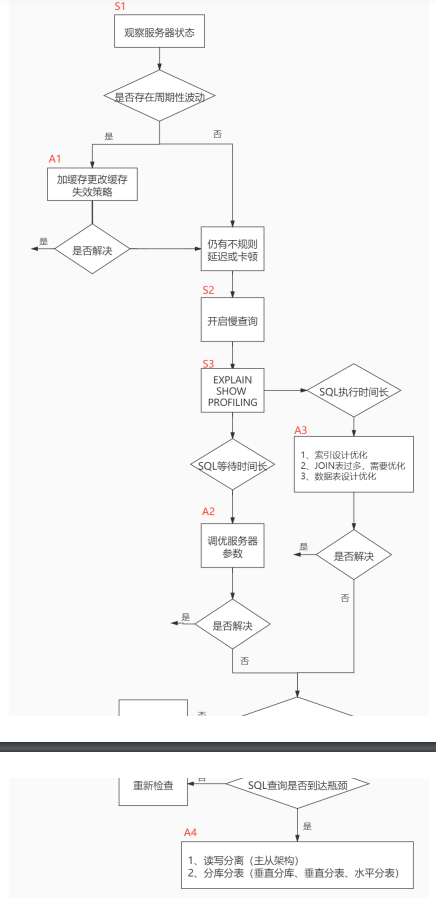 S1
观察服务器状态
是否存在周期性波动
是
否
A1
加缓存更改缓存
失效策略
是
是否解决
仍有不规则
延迟或卡顿
S2
开启慢查询
S3
EXPLAIN
SHOW
PROFILING
SQL执行时间长
A3
1、索引设计优化
2、JOIN表过多，需要优化
3、数据表设计优化
SQL等待时间长
A2
调优服务器
参数
是
是否解决
否
是
是否解决
否
否
重新检查
否
SQL查询是否到达瓶颈
是
A4
1、读写分离（主从架构）
2、分库分表（垂直分库、垂直分表、水平分表）